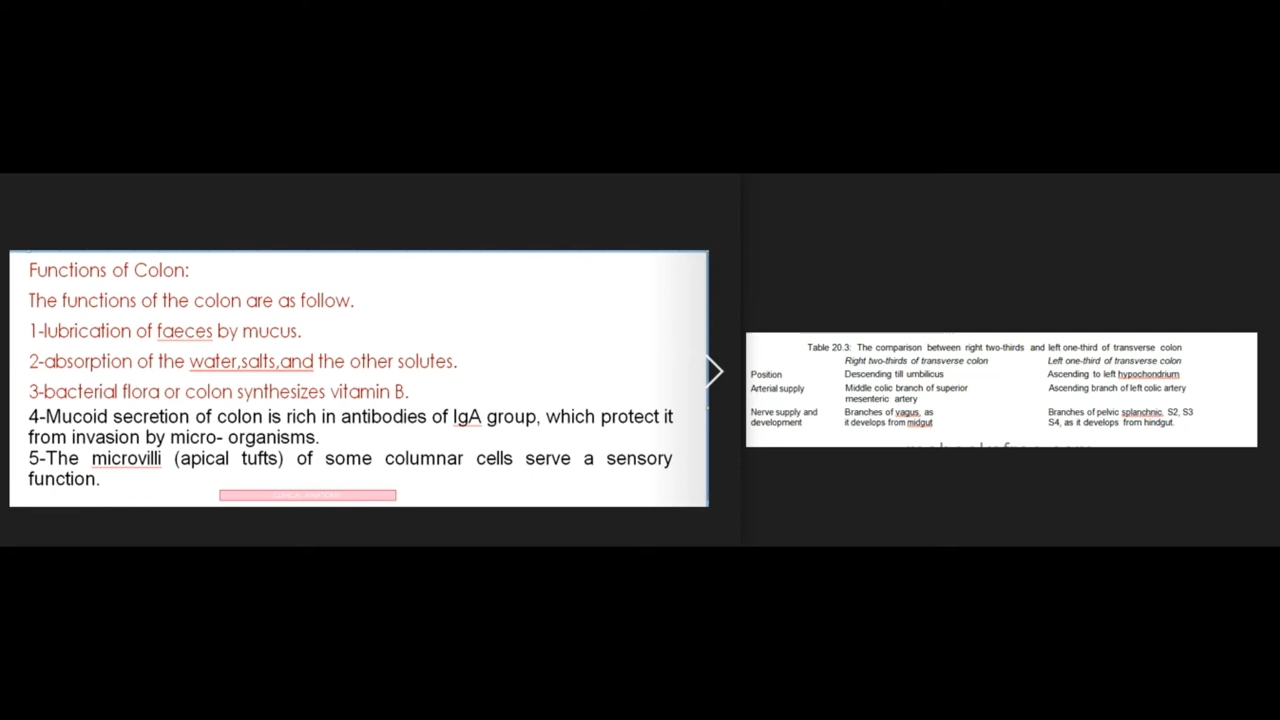 Functions of Colon:
The functions of the colon are as follow.
1-lubrication of faeces by mucus.
2-absorption of the water,salts,and the other solutes.
3-bacterial flora or colon synthesizes vitamin B.
4-Mucoid secretion of colon is rich in antibodies of IgA group, which protect it
from invasion by micro- organisms.
5-The microvilli (apical tufts) of some columnar cells serve a sensory
function.
CLINICAL ANATOMY
Table 20.3: The comparison between right two-thirds and left one-third of transverse colon
Right two-thirds of transverse colon Left one-third of transverse colon
Position Descending till umbilicus Ascending to left hypochondrium
Arterial supply Middle colic branch of superior Ascending branch of left colic artery
mesenteric artery
Nerve supply and Branches of vagus, as Branches of pelvic splanchnic, S2, S3
development it develops from midgut S4, as it develops from hindgut.